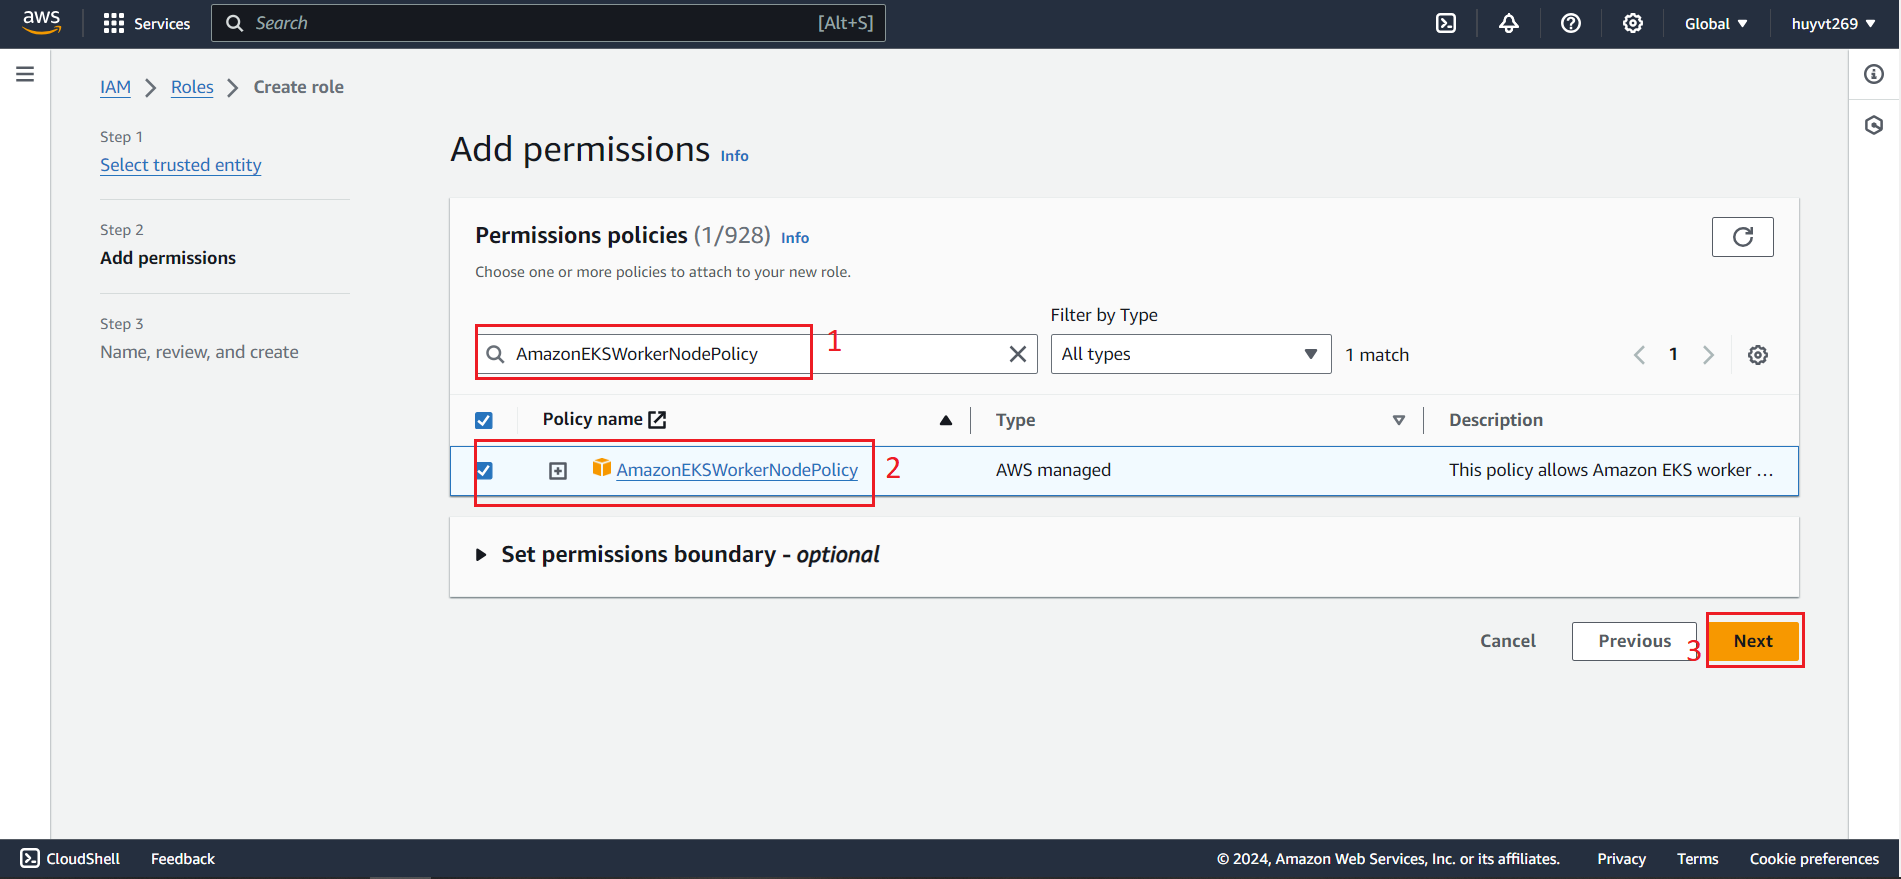 aws
Services
Search
[Alt+S]
Global
huyvt269
IAM
Roles
Create role
Step 1
Select trusted entity
Step 2
Add permissions
Step 3
Name, review, and create
Add permissions Info
Permissions policies (1/928) Info
Choose one or more policies to attach to your new role.
Filter by Type
AmazonEKSWorkerNodePolicy
1
All types
1 match
1
Policy name
Type
Description
AmazonEKSWorkerNodePolicy
2
AWS managed
This policy allows Amazon EKS worker ...
Set permissions boundary - optional
Cancel
Previous
3
Next
CloudShell
Feedback
© 2024, Amazon Web Services, Inc. or its affiliates.
Privacy
Terms
Cookie preferences